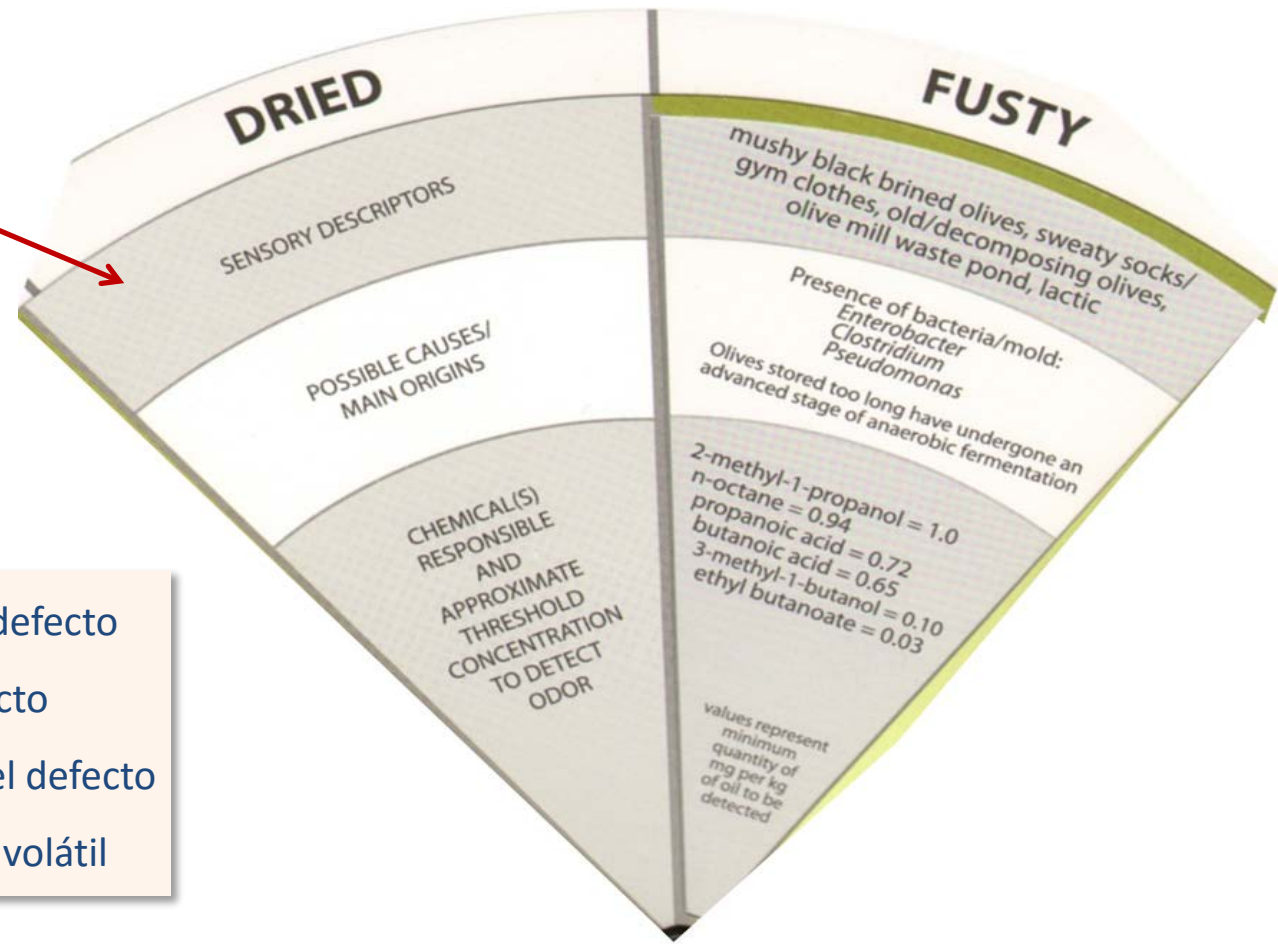 DRIED
SENSORY DESCRIPTORS
POSSIBLE CAUSES/
MAIN ORIGINS
CHEMICAL(S)
RESPONSIBLE
AND
APPROXIMATE
THRESHOLD
CONCENTRATION
TO DETECT
ODOR
FUSTY
mushy black brined olives, sweaty socks/
gym clothes, old/decomposing olives,
olive mill waste pond, lactic
Presence of bacteria/mold:
Enterobacter
Clostridium
Pseudomonas
Olives stored too long have undergone an
advanced stage of anaerobic fermentation
2-methyl-1-propanol = 1.0
n-octane = 0.94
propanoic acid = 0.72
butanoic acid = 0.65
3-methyl-1-butanol = 0.10
ethyl butanoate = 0.03
values represent
minimum
quantity of
mg per kg
of oil to be
detected
defecto
cto
el defecto
volátil